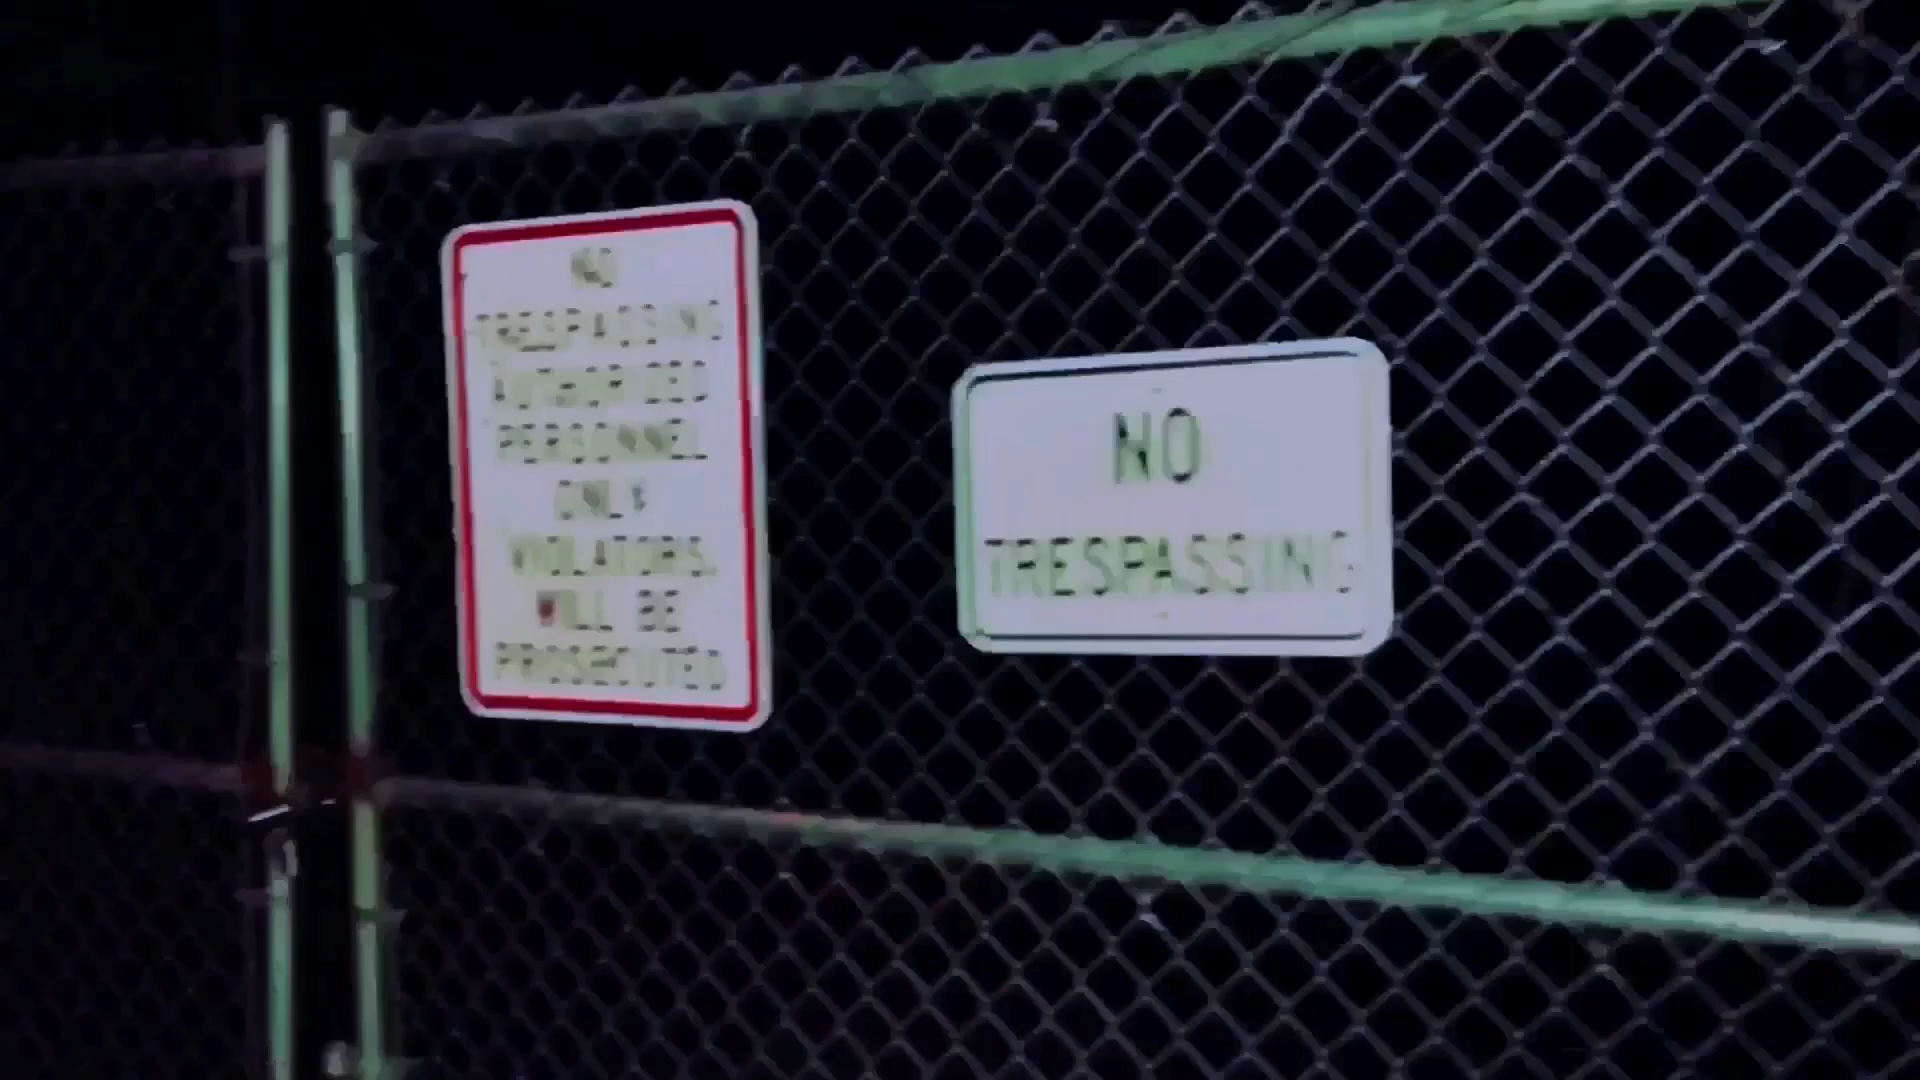 NO
TRESPASSING
AUTHORIZED
PERSONNEL
ONLY
VIOLATORS
WILL BE
PROSECUTED
NO
TRESPASSING